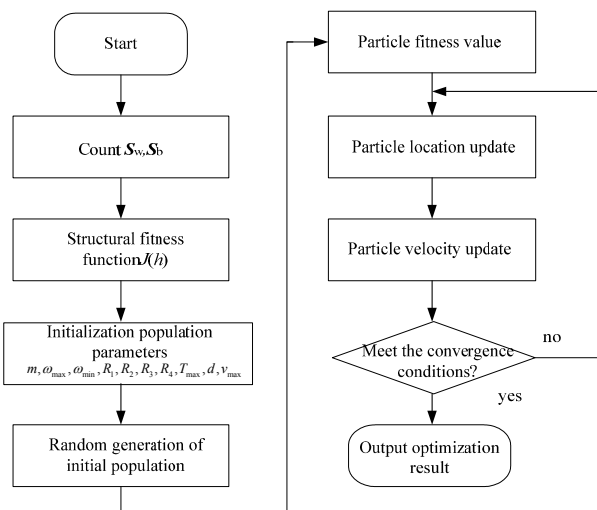 Start
Count Sw,Sb
Structural fitness
function J(h)
Initialization population
parameters
m, ωmax, ωmin, R1, R2, R3, R4, Tmax, d, vmax
Random generation of
initial population
Particle fitness value
Particle location update
Particle velocity update
Meet the convergence
conditions?
no
yes
Output optimization
result